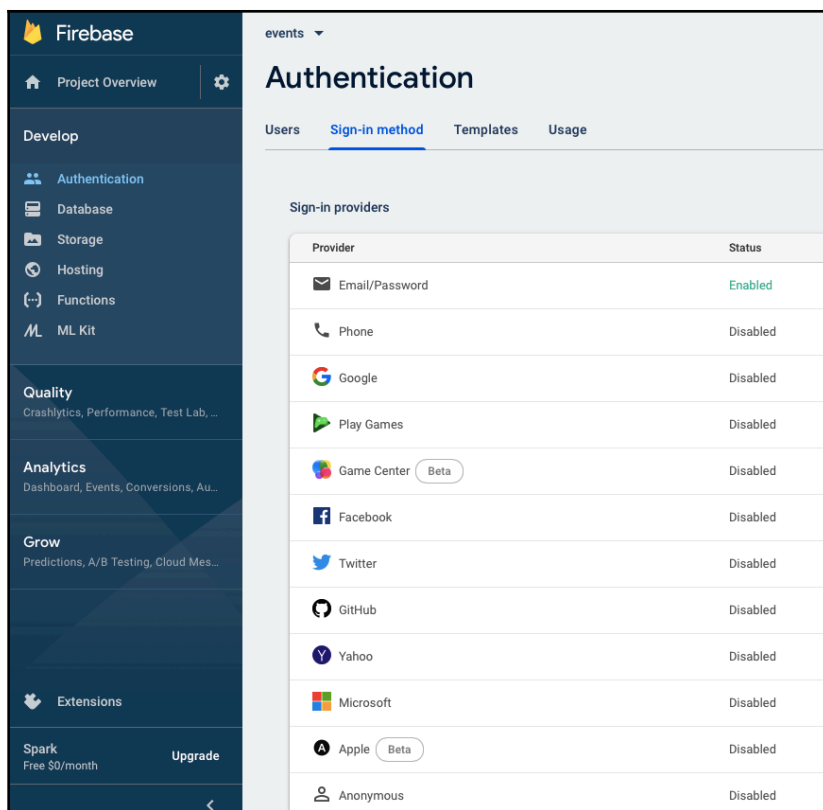 Firebase
Project Overview
Develop
Authentication
Database
Storage
Hosting
Functions
ML Kit
Quality
Crashlytics, Performance, Test Lab, ...
Analytics
Dashboard, Events, Conversions, Au...
Grow
Predictions, A/B Testing, Cloud Mes...
Extensions
Spark
Free $0/month
Upgrade
events
Authentication
Users Sign-in method Templates Usage
Sign-in providers
Provider Status
Email/Password Enabled
Phone Disabled
Google Disabled
Play Games Disabled
Game Center Beta Disabled
Facebook Disabled
Twitter Disabled
GitHub Disabled
Yahoo Disabled
Microsoft Disabled
Apple Beta Disabled
Anonymous Disabled